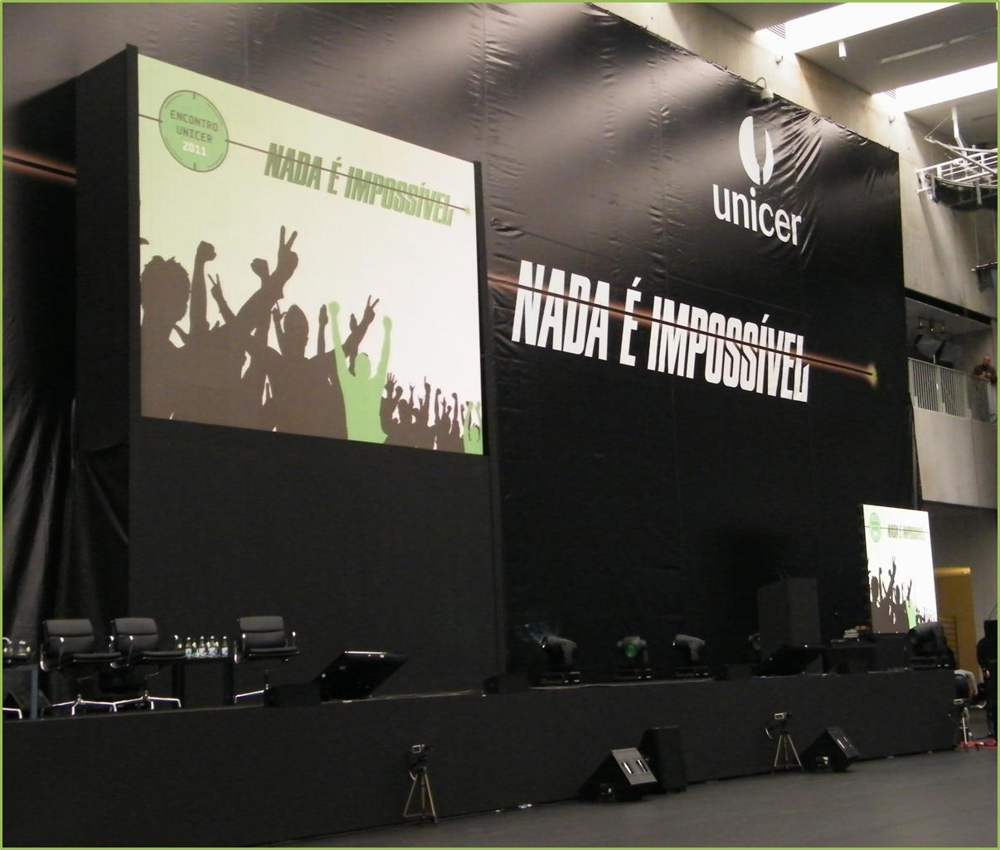 ENCONTRO
UNICER
2011
NADA É IMPOSSÍVEL
unicer
NADA É IMPOSSÍVEL
NADA É IMPOSSÍVEL